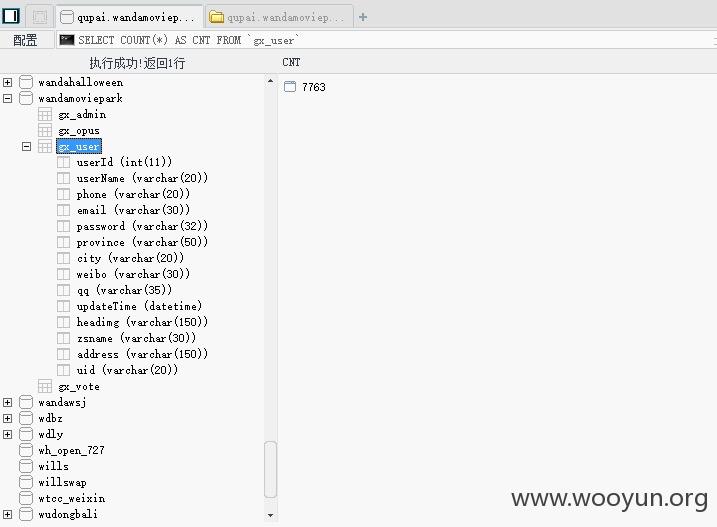 qupai.wandamoviep...
qupai.wandamoviep...
配置
SELECT COUNT(*) AS CNT FROM `gx_user`
执行成功!返回1行
CNT
7763
wandahalloween
wandamoviepark
gx_admin
gx_opus
gx_user
userId (int(11))
userName (varchar(20))
phone (varchar(20))
email (varchar(30))
password (varchar(32))
province (varchar(50))
city (varchar(20))
weibo (varchar(30))
qq (varchar(35))
updateTime (datetime)
headimg (varchar(150))
zsname (varchar(30))
address (varchar(150))
uid (varchar(20))
gx_vote
wandawsj
wdbz
wdly
wh_open_727
wills
willswap
wtcc_weixin
wudongbali
www.wooyun.org